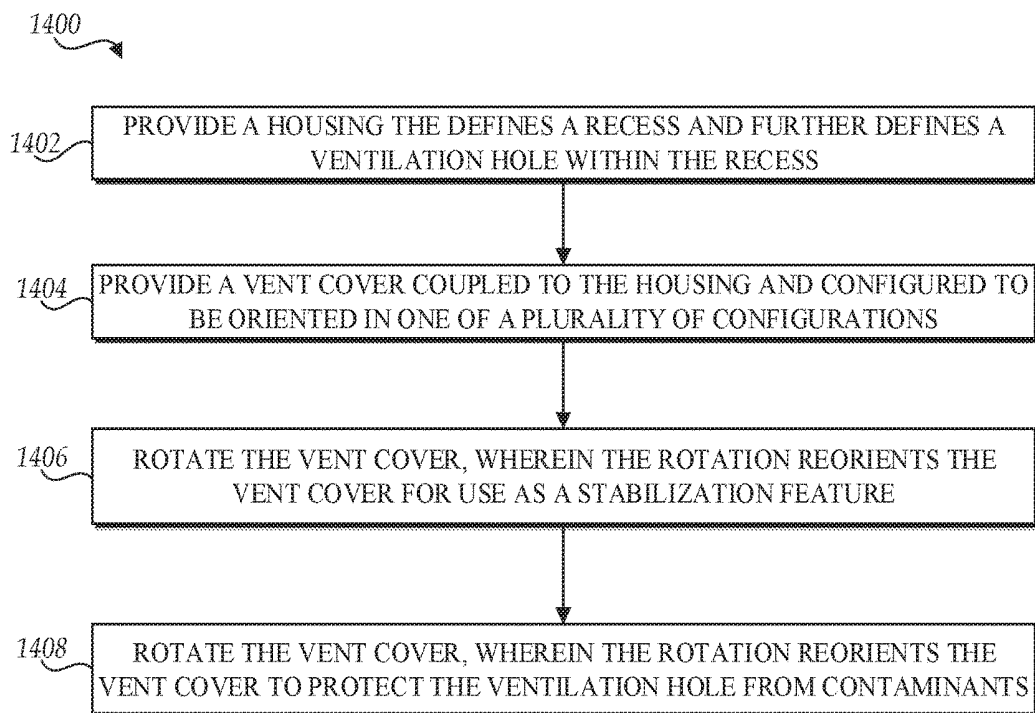 1400
1402
PROVIDE A HOUSING THE DEFINES A RECESS AND FURTHER DEFINES A
VENTILATION HOLE WITHIN THE RECESS
1404
PROVIDE A VENT COVER COUPLED TO THE HOUSING AND CONFIGURED TO
BE ORIENTED IN ONE OF A PLURALITY OF CONFIGURATIONS
1406
ROTATE THE VENT COVER, WHEREIN THE ROTATION REORIENTS THE
VENT COVER FOR USE AS A STABILIZATION FEATURE
1408
ROTATE THE VENT COVER, WHEREIN THE ROTATION REORIENTS THE
VENT COVER TO PROTECT THE VENTILATION HOLE FROM CONTAMINANTS